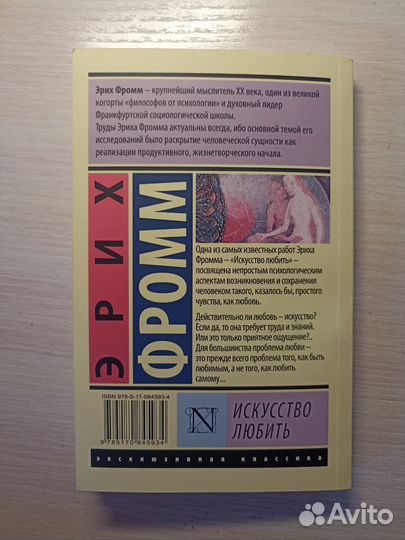 Эрих Фромм – крупнейший мыслитель XX века, один из великой
когорты «философов от психологии» и духовный лидер
Франкфуртской социологической школы.
Труды Эриха Фромма актуальны всегда, ибо основной темой его
исследований было раскрытие человеческой сущности как
реализации продуктивного, жизнетворческого начала.
ЭРИХ
ФРОММ
Одна из самых известных работ Эриха
Фромма – «Искусство любить» –
посвящена непростым психологическим
аспектам возникновения и сохранения
человеком такого, казалось бы, простого
чувства, как любовь.
Действительно ли любовь – искусство?
Если да, то она требует труда и знаний.
Или это только приятное ощущение?..
Для большинства проблема любви –
это прежде всего проблема того, как быть
любимым, а не того, как любить
самому...
ISBN 978-5-17-084593-4
9 785170 845934
N
ИСКУССТВО
ЛЮБИТЬ
эксклюзивная классика
Avito